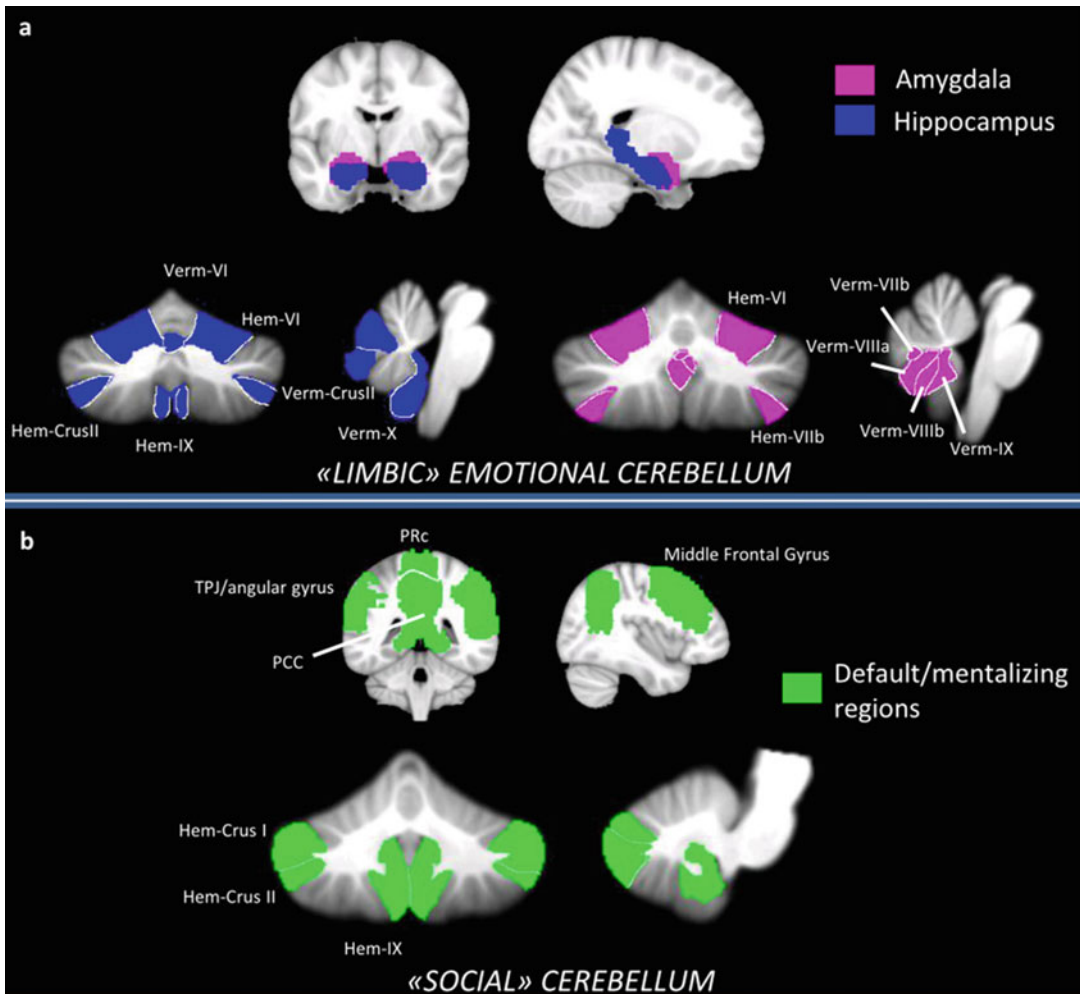 a
Amygdala
Hippocampus
Verm-VI
Hem-VI
Verm-CrusII
Hem-CrusII
Hem-IX
Verm-X
Hem-VI
Verm-VIIb
Verm-VIIIa
Hem-VIIb
Verm-VIIIb
Verm-IX
«LIMBIC» EMOTIONAL CEREBELLUM
b
PRc
TPJ/angular gyrus
Middle Frontal Gyrus
PCC
Default/mentalizing
regions
Hem-Crus I
Hem-Crus II
Hem-IX
«SOCIAL» CEREBELLUM